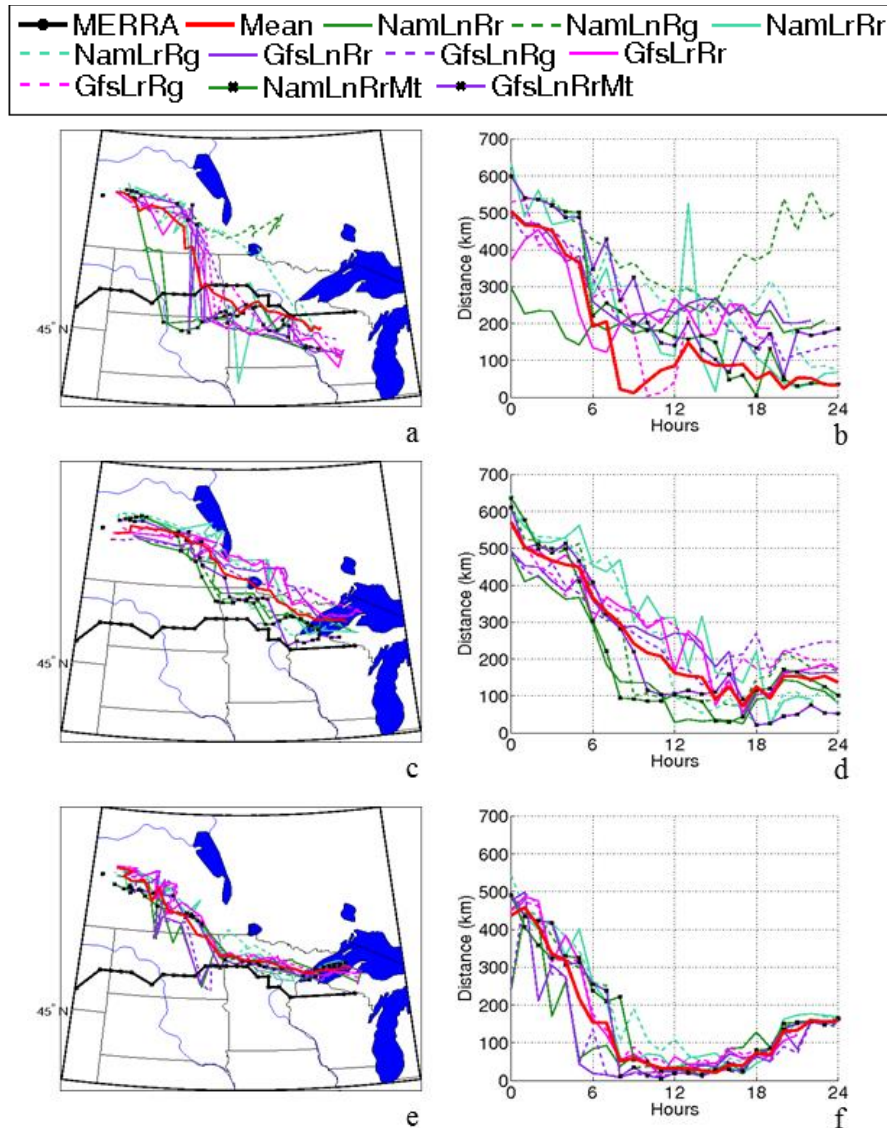 MERRA Mean NamLnRr NamLnRg NamLrRr
NamLrRg GfsLnRr GfsLnRg GfsLrRr
GfsLrRg NamLnRrMt GfsLnRrMt
45° N
a
Distance (km)
700
600
500
400
300
200
100
0
0 6 12 18 24
Hours
b
45° N
c
Distance (km)
700
600
500
400
300
200
100
0
0 6 12 18 24
Hours
d
45° N
e
Distance (km)
700
600
500
400
300
200
100
0
0 6 12 18 24
Hours
f